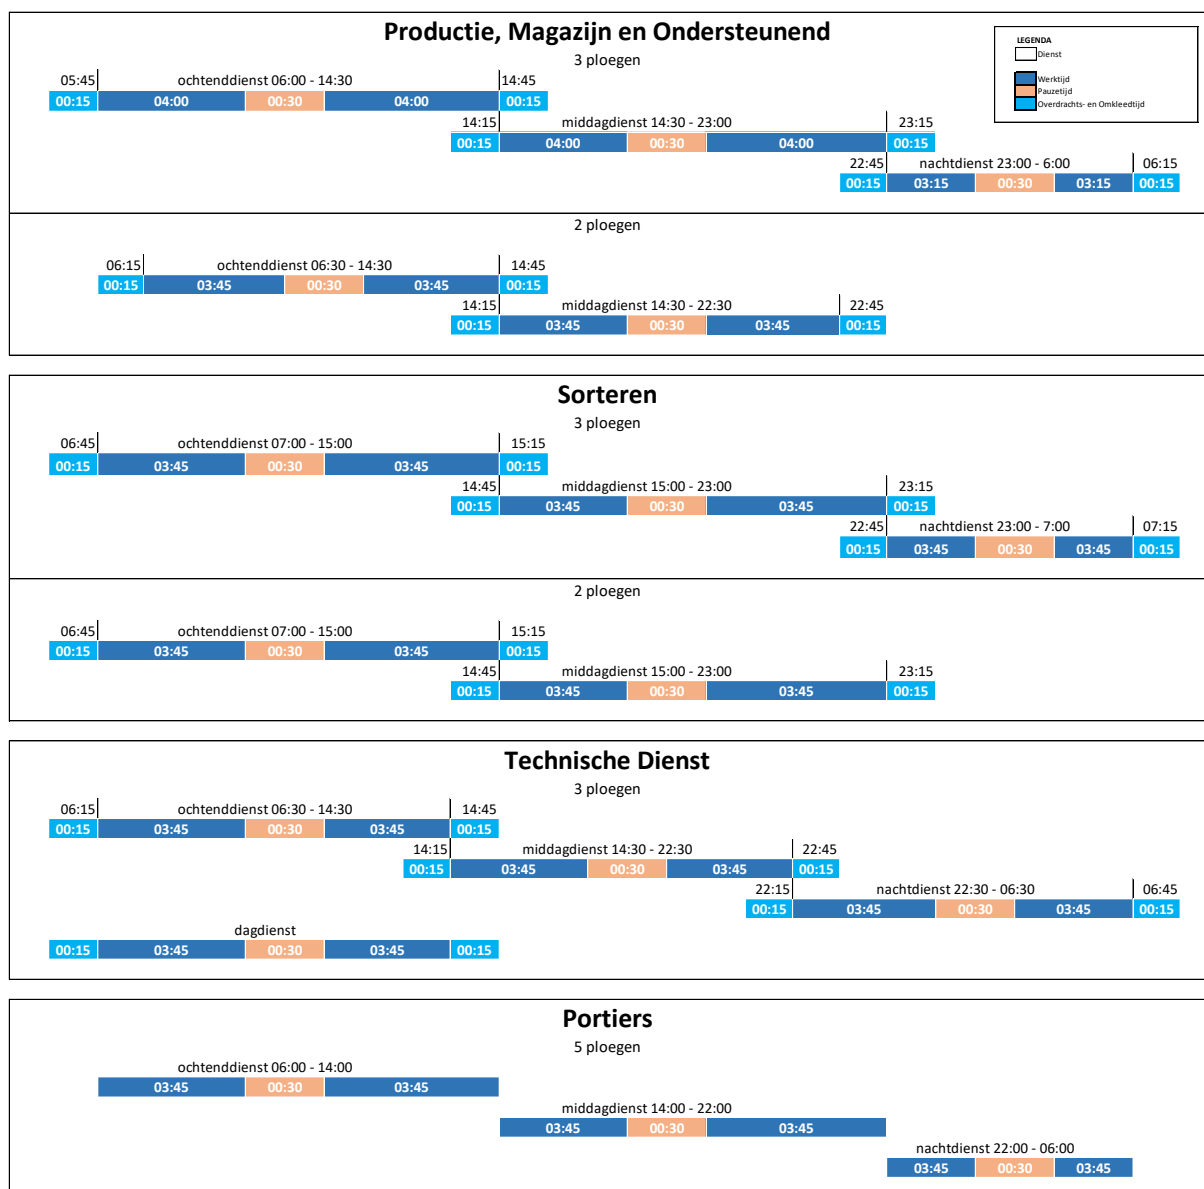 Productie, Magazijn en Ondersteunend
LEGENDA
Dienst
Werktijd
Pauzetijd
Overdrachts- en Omkleedtijd
3 ploegen
05:45 ochtenddienst 06:00 - 14:30 14:45
00:15 04:00 00:30 04:00 00:15
14:15 middagdienst 14:30 - 23:00 23:15
00:15 04:00 00:30 04:00 00:15
22:45 nachtdienst 23:00 - 6:00 06:15
00:15 03:15 00:30 03:15 00:15
2 ploegen
06:15 ochtenddienst 06:30 - 14:30 14:45
00:15 03:45 00:30 03:45 00:15
14:15 middagdienst 14:30 - 22:30 22:45
00:15 03:45 00:30 03:45 00:15
Sorteren
3 ploegen
06:45 ochtenddienst 07:00 - 15:00 15:15
00:15 03:45 00:30 03:45 00:15
14:45 middagdienst 15:00 - 23:00 23:15
00:15 03:45 00:30 03:45 00:15
22:45 nachtdienst 23:00 - 7:00 07:15
00:15 03:45 00:30 03:45 00:15
2 ploegen
06:45 ochtenddienst 07:00 - 15:00 15:15
00:15 03:45 00:30 03:45 00:15
14:45 middagdienst 15:00 - 23:00 23:15
00:15 03:45 00:30 03:45 00:15
Technische Dienst
3 ploegen
06:15 ochtenddienst 06:30 - 14:30 14:45
00:15 03:45 00:30 03:45 00:15
14:15 middagdienst 14:30 - 22:30 22:45
00:15 03:45 00:30 03:45 00:15
22:15 nachtdienst 22:30 - 06:30 06:45
00:15 03:45 00:30 03:45 00:15
dagdienst
00:15 03:45 00:30 03:45 00:15
Portiers
5 ploegen
ochtenddienst 06:00 - 14:00
03:45 00:30 03:45
middagdienst 14:00 - 22:00
03:45 00:30 03:45
nachtdienst 22:00 - 06:00
03:45 00:30 03:45